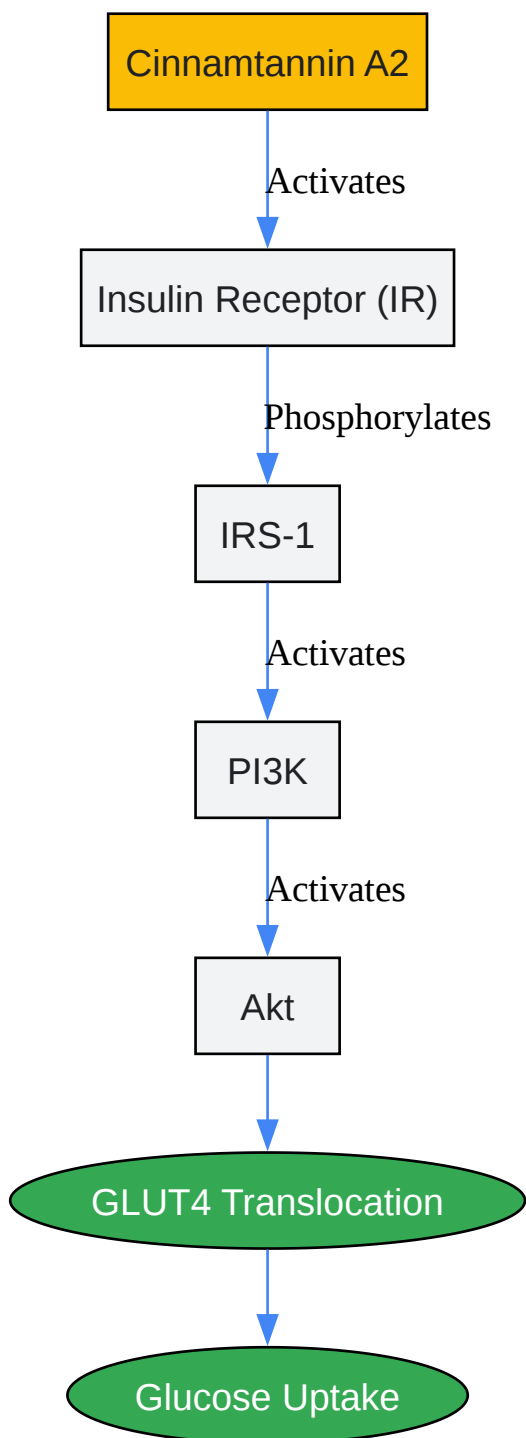 Cinnamtannin A2
Activates
Insulin Receptor (IR)
Phosphorylates
IRS-1
Activates
PI3K
Activates
Akt
GLUT4 Translocation
Glucose Uptake